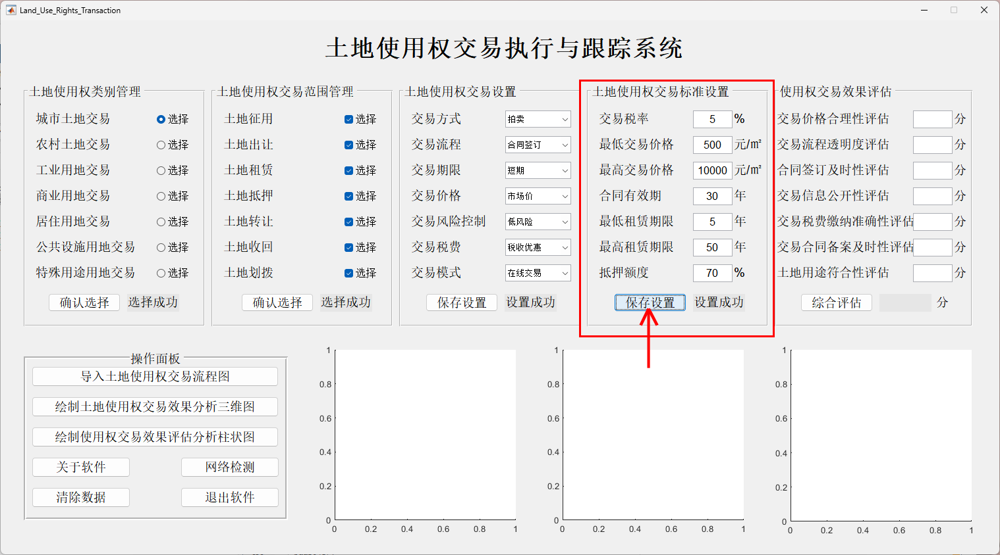 Land_Use_Rights_Transaction
土地使用权交易执行与跟踪系统
土地使用权类别管理
城市土地交易 选择
农村土地交易 选择
工业用地交易 选择
商业用地交易 选择
居住用地交易 选择
公共设施用地交易 选择
特殊用途用地交易 选择
确认选择 选择成功
土地使用权交易范围管理
土地征用 选择
土地出让 选择
土地租赁 选择
土地抵押 选择
土地转让 选择
土地收回 选择
土地划拨 选择
确认选择 选择成功
土地使用权交易设置
交易方式 拍卖
交易流程 合同签订
交易期限 短期
交易价格 市场价
交易风险控制 低风险
交易税费 税收优惠
交易模式 在线交易
保存设置 设置成功
土地使用权交易标准设置
交易税率 5 %
最低交易价格 500 元/㎡
最高交易价格 10000 元/㎡
合同有效期 30 年
最低租赁期限 5 年
最高租赁期限 50 年
抵押额度 70 %
保存设置 设置成功
使用权交易效果评估
交易价格合理性评估 分
交易流程透明度评估 分
合同签订及时性评估 分
交易信息公开性评估 分
交易税费缴纳准确性评估 分
交易合同备案及时性评估 分
土地用途符合性评估 分
综合评估 分
操作面板
导入土地使用权交易流程图
绘制土地使用权交易效果分析三维图
绘制使用权交易效果评估分析柱状图
关于软件 网络检测
清除数据 退出软件
1
0.8
0.6
0.4
0.2
0
0 0.2 0.4 0.6 0.8 1
1
0.8
0.6
0.4
0.2
0
0 0.2 0.4 0.6 0.8 1
1
0.8
0.6
0.4
0.2
0
0 0.2 0.4 0.6 0.8 1